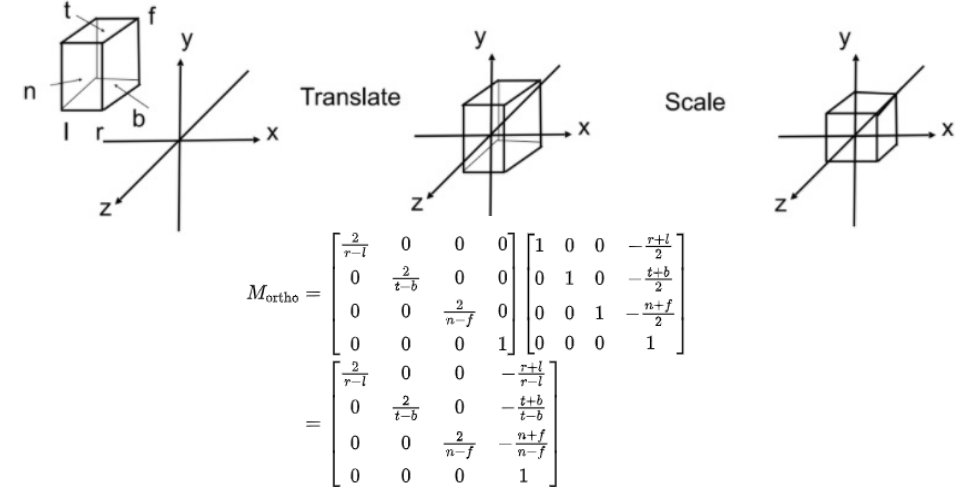 t f
n
l r b
y
x
z
Translate
y
x
z
Scale
y
x
z
M_ortho = [2/(r−l) 0 0 0] [1 0 0 −(r+l)/2]
[0 2/(t−b) 0 0] [0 1 0 −(t+b)/2]
[0 0 2/(n−f) 0] [0 0 1 −(n+f)/2]
[0 0 0 1] [0 0 0 1]
= [2/(r−l) 0 0 −(r+l)/(r−l)]
[0 2/(t−b) 0 −(t+b)/(t−b)]
[0 0 2/(n−f) −(n+f)/(n−f)]
[0 0 0 1]